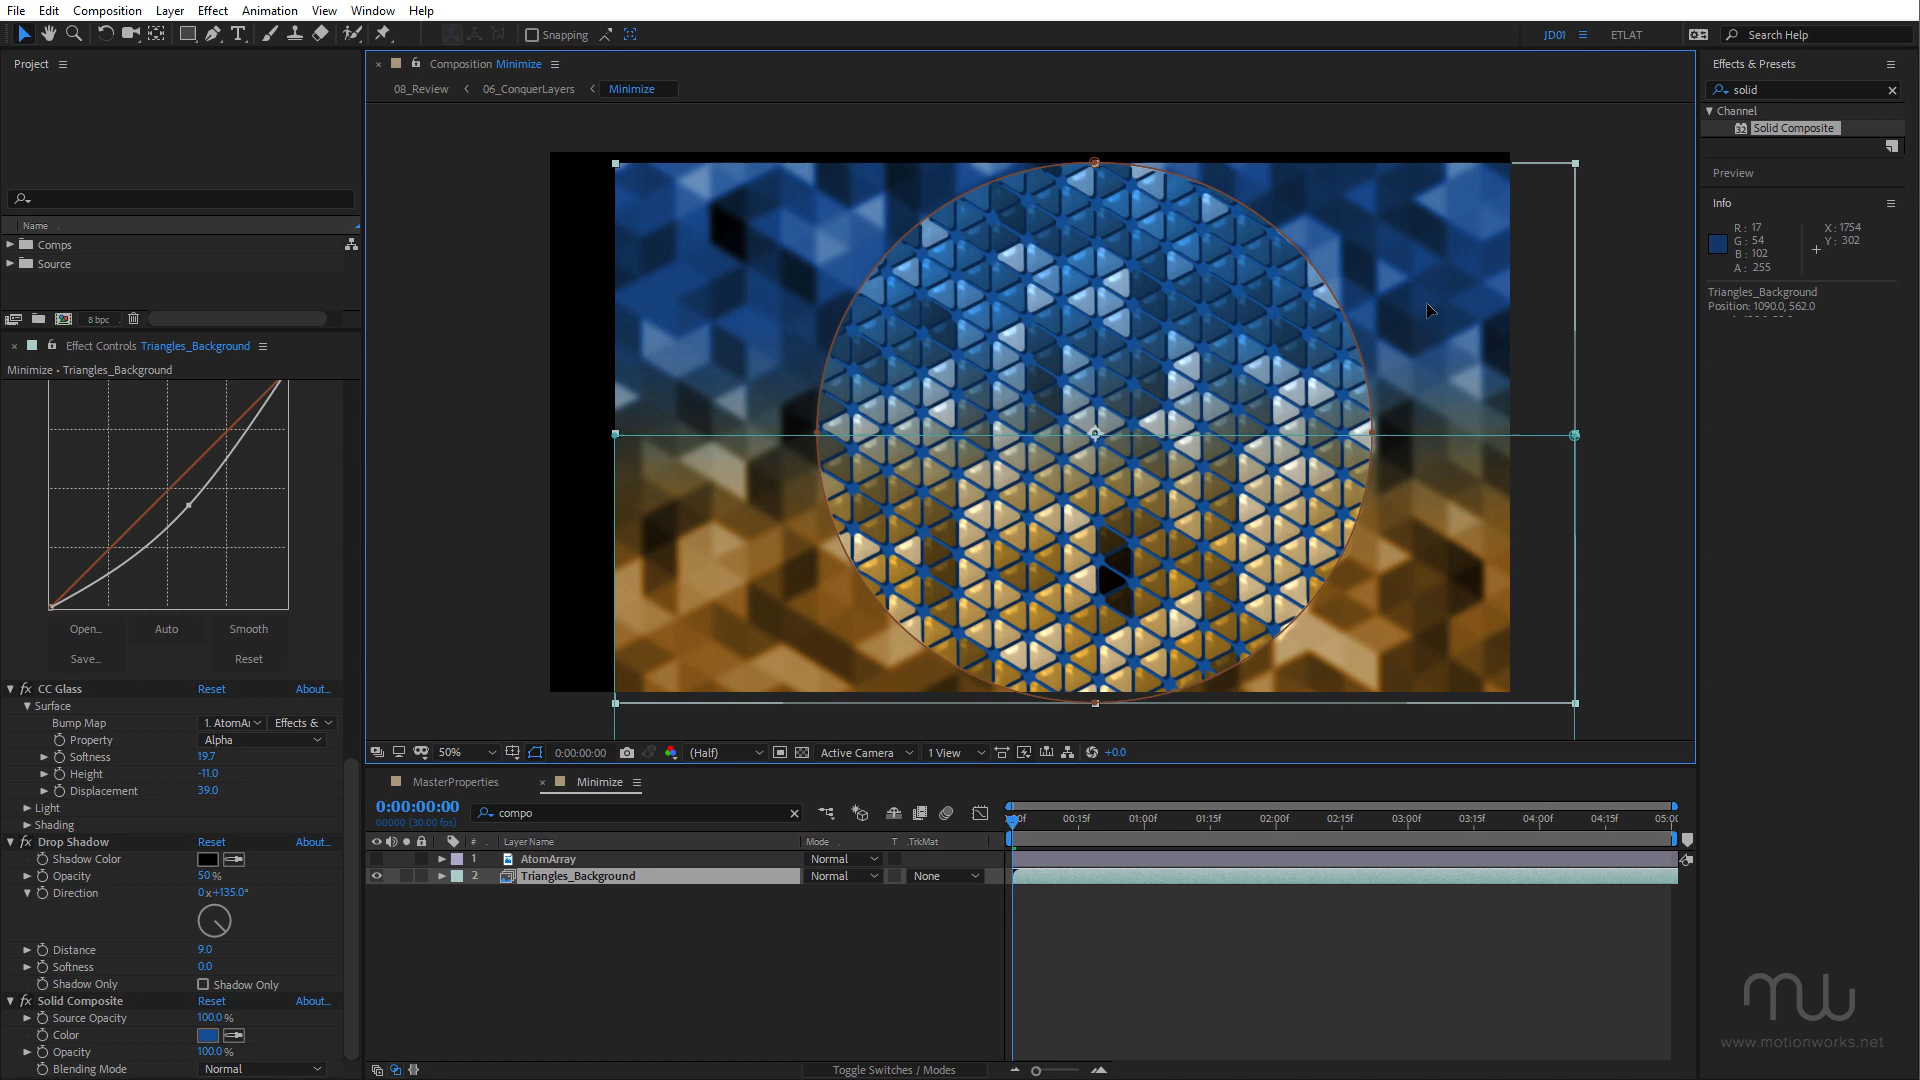 File Edit Composition Layer Effect Animation View Window Help
Snapping JD01 ETLAT Search Help
Project
Name
Comps
Source
8 bpc
Effect Controls Triangles_Background
Minimize • Triangles_Background
Open... Auto Smooth
Save... Reset
CC Glass Reset About...
Surface
Bump Map 1. AtomAr Effects &
Property Alpha
Softness 19.7
Height -11.0
Displacement 39.0
Light
Shading
Drop Shadow Reset About...
Shadow Color
Opacity 50 %
Direction 0 x+135.0°
Distance 9.0
Softness 0.0
Shadow Only Shadow Only
Solid Composite Reset About...
Source Opacity 100.0 %
Color
Opacity 100.0 %
Blending Mode Normal
Composition Minimize
08_Review 06_ConquerLayers Minimize
50% 0:00:00:00 (Half) Active Camera 1 View +0.0
MasterProperties Minimize
0:00:00:00 compo
00000 (30.00 fps)
00:15f 01:00f 01:15f 02:00f 02:15f 03:00f 03:15f 04:00f 04:15f
# Layer Name Mode T .TrkMat
1 AtomArray Normal
2 Triangles_Background Normal None
Toggle Switches / Modes
Effects & Presets
solid
Channel
32 Solid Composite
Preview
Info
R : 17 X : 1754
G : 54 Y : 302
B : 102
A : 255
Triangles_Background
Position: 1090.0, 562.0
mw
www.motionworks.net